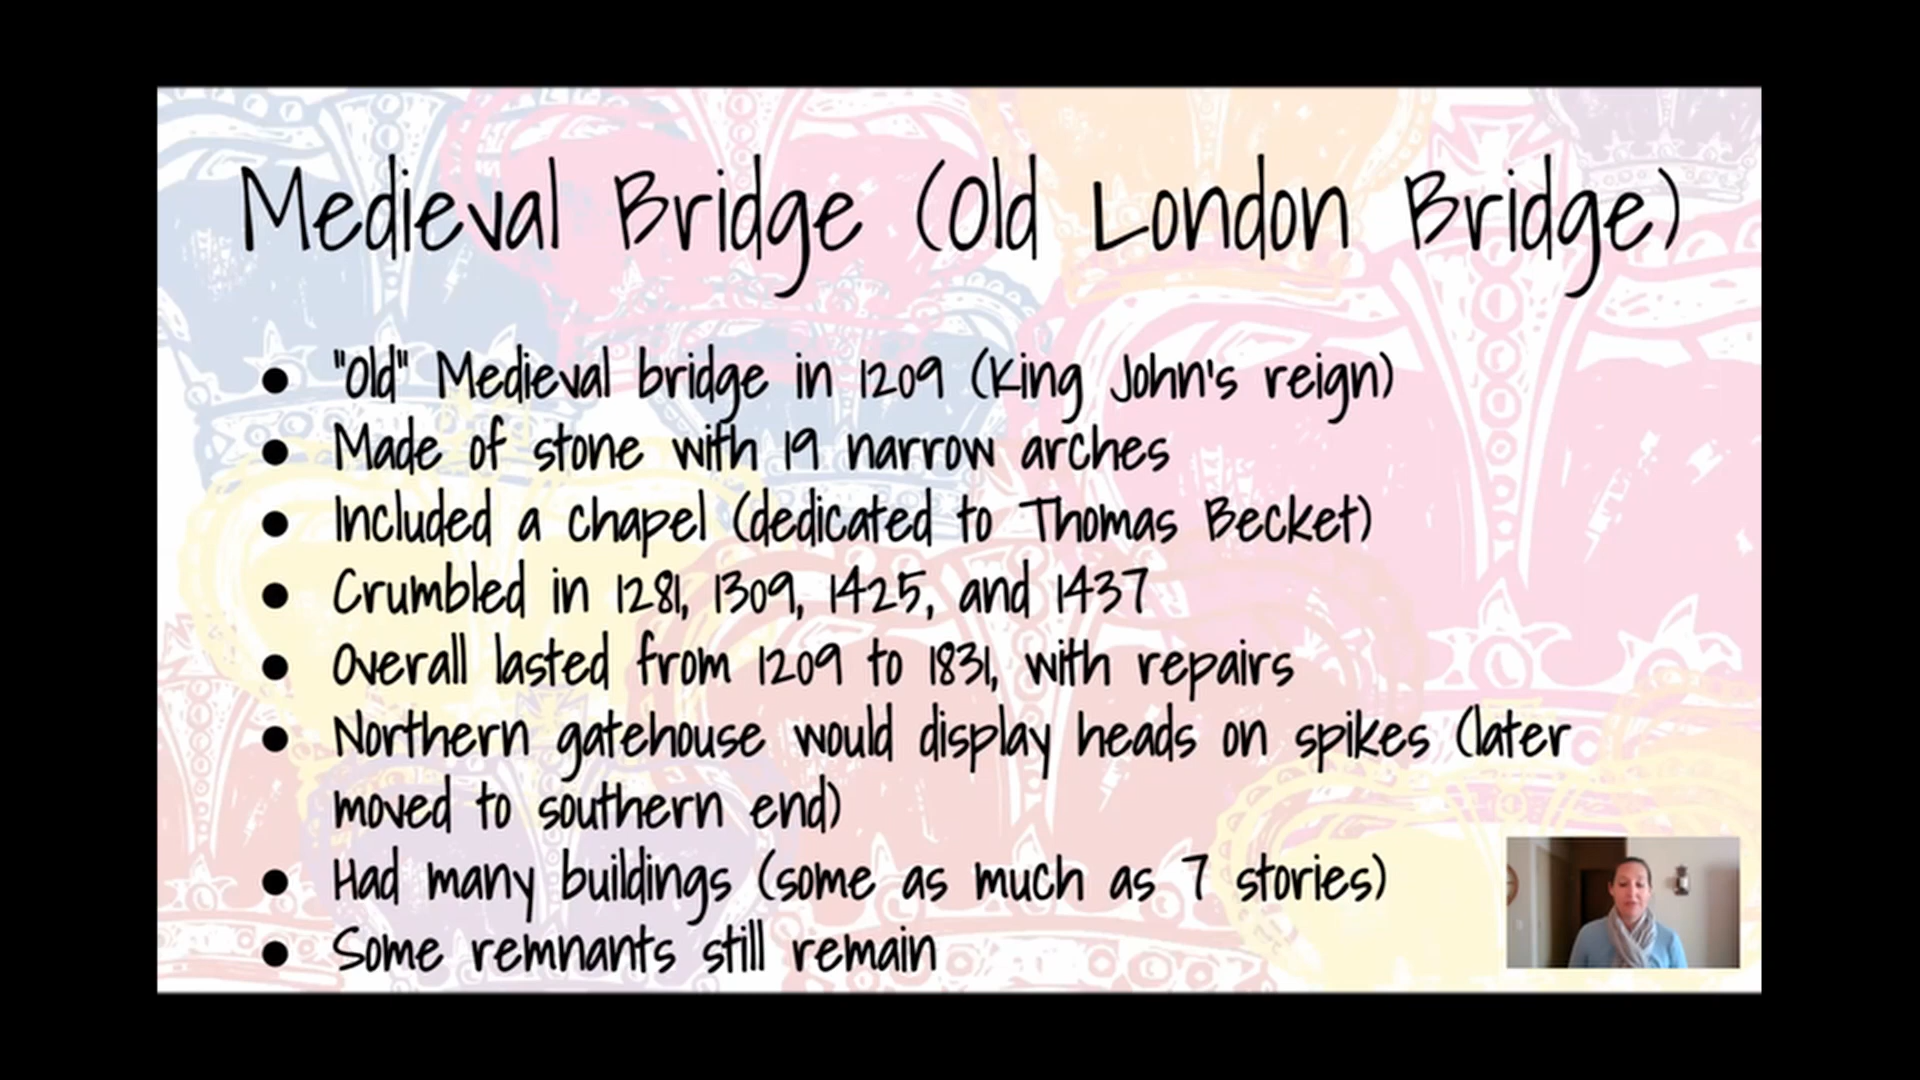 Medieval Bridge (Old London Bridge)
● "Old" Medieval bridge in 1209 (King John's reign)
● Made of stone with 19 narrow arches
● Included a chapel (dedicated to Thomas Becket)
● Crumbled in 1281, 1309, 1425, and 1437
● Overall lasted from 1209 to 1831, with repairs
● Northern gatehouse would display heads on spikes (later
moved to southern end)
● Had many buildings (some as much as 7 stories)
● Some remnants still remain